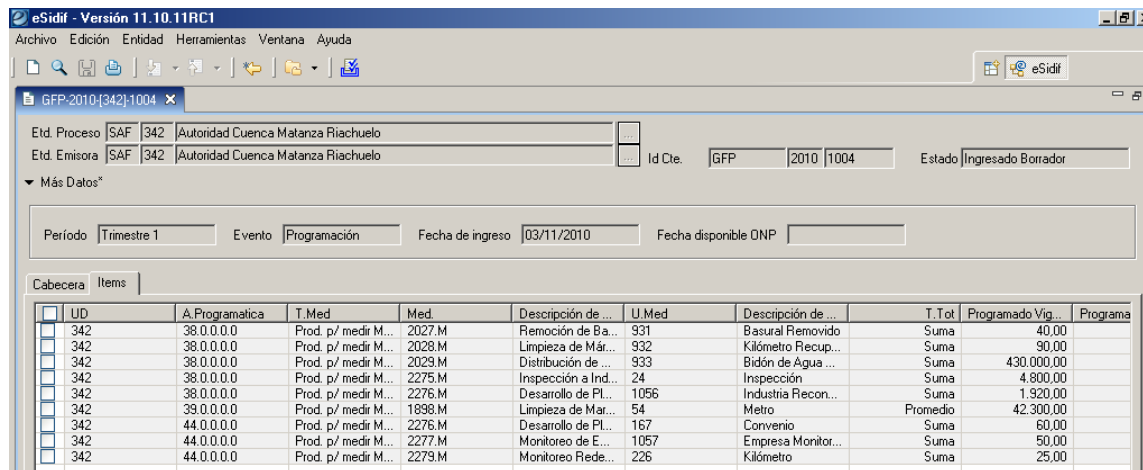 eSidif - Versión 11.10.11RC1
Archivo Edición Entidad Herramientas Ventana Ayuda
eSidif
GFP-2010-[342]-1004
Etd. Proceso SAF 342 Autoridad Cuenca Matanza Riachuelo ...
Etd. Emisora SAF 342 Autoridad Cuenca Matanza Riachuelo ... Id Cte. GFP 2010 1004 Estado Ingresado Borrador
Más Datos*
Período Trimestre 1 Evento Programación Fecha de ingreso 03/11/2010 Fecha disponible ONP
Cabecera Items
UD A.Programatica T.Med Med. Descripción de ... U.Med Descripción de ... T.Tot Programado Vig... Programa
342 38.0.0.0.0 Prod. p/ medir M... 2027.M Remoción de Ba... 931 Basural Removido Suma 40,00
342 38.0.0.0.0 Prod. p/ medir M... 2028.M Limpieza de Már... 932 Kilómetro Recup... Suma 90,00
342 38.0.0.0.0 Prod. p/ medir M... 2029.M Distribución de ... 933 Bidón de Agua ... Suma 430.000,00
342 38.0.0.0.0 Prod. p/ medir M... 2275.M Inspección a Ind... 24 Inspección Suma 4.800,00
342 38.0.0.0.0 Prod. p/ medir M... 2276.M Desarrollo de Pl... 1056 Industria Recon... Suma 1.920,00
342 39.0.0.0.0 Prod. p/ medir M... 1898.M Limpieza de Mar... 54 Metro Promedio 42.300,00
342 44.0.0.0.0 Prod. p/ medir M... 2276.M Desarrollo de Pl... 167 Convenio Suma 60,00
342 44.0.0.0.0 Prod. p/ medir M... 2277.M Monitoreo de E... 1057 Empresa Monitor... Suma 50,00
342 44.0.0.0.0 Prod. p/ medir M... 2279.M Monitoreo Rede... 226 Kilómetro Suma 25,00